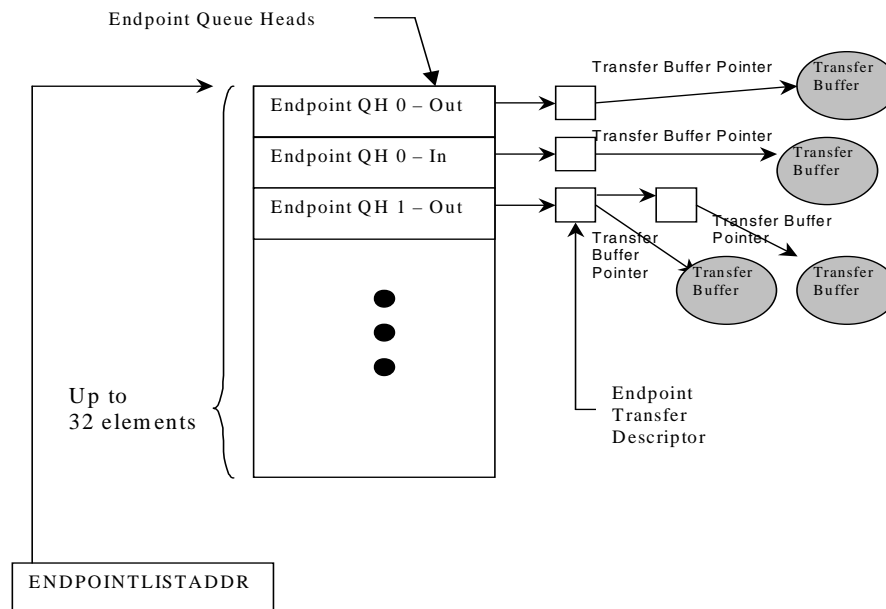 Endpoint Queue Heads
Transfer Buffer Pointer
Transfer
Buffer
Endpoint QH 0 – Out
Transfer Buffer Pointer
Endpoint QH 0 – In
Transfer
Buffer
Endpoint QH 1 – Out
Transfer Buffer
Pointer
Transfer
Buffer
Pointer
Transfer
Buffer
Transfer
Buffer
Up to
32 elements
Endpoint
Transfer
Descriptor
ENDPOINTLISTADDR